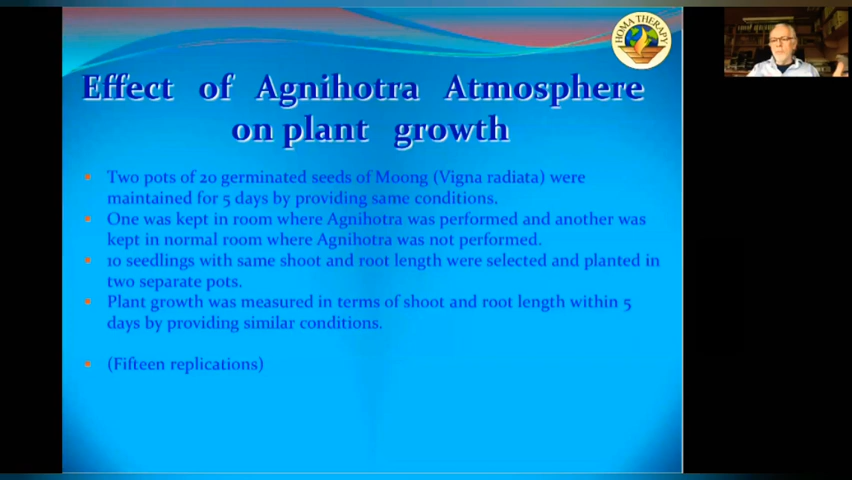 HOMA THERAPY
Effect of Agnihotra Atmosphere
on plant growth
Two pots of 20 germinated seeds of Moong (Vigna radiata) were
maintained for 5 days by providing same conditions.
One was kept in room where Agnihotra was performed and another was
kept in normal room where Agnihotra was not performed.
10 seedlings with same shoot and root length were selected and planted in
two separate pots.
Plant growth was measured in terms of shoot and root length within 5
days by providing similar conditions.
(Fifteen replications)